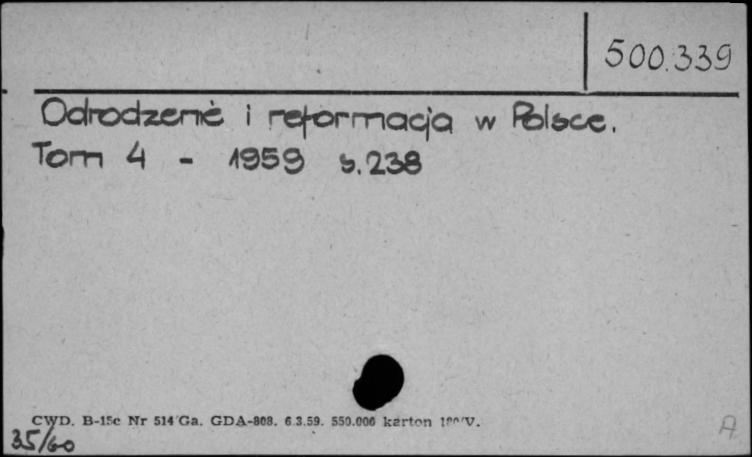 500.339
Odrodzenie i reformacja w Polsce.
Tom 4 - 1959 s. 238
CWD. B-15c Nr 514 Ga. GDA-808. 6.3.59. 550.000 karton
35/60
A